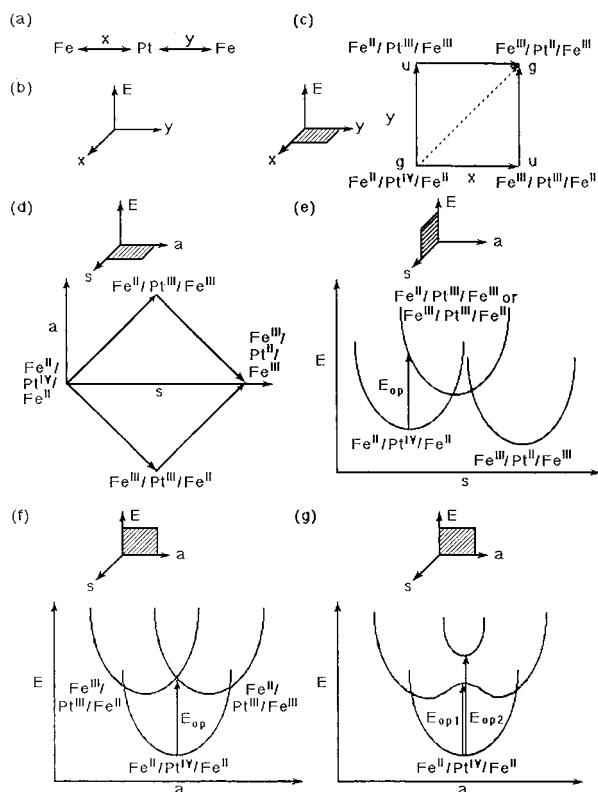 (a)
Fe x Pt y Fe
(b)
E
y
x
(c)
E
y
x
Fe^II/Pt^III/Fe^III
Fe^III/Pt^II/Fe^III
u
g
y
g
u
x
Fe^II/Pt^IV/Fe^II
Fe^III/Pt^III/Fe^II
(d)
E
a
s
Fe^II/Pt^III/Fe^III
a
Fe^II/
Pt^IV/
Fe^II
s
Fe^III/
Pt^II/
Fe^III
Fe^III/Pt^III/Fe^II
(e)
E
a
s
Fe^II/Pt^III/Fe^III or
Fe^III/Pt^III/Fe^II
E
E_op
Fe^II/Pt^IV/Fe^II
Fe^III/Pt^II/Fe^III
s
(f)
E
a
s
E
Fe^III/
Pt^III/Fe^II
Fe^II/
Pt^III/Fe^III
E_op
Fe^II/Pt^IV/Fe^II
a
(g)
E
a
s
E
E_op1
E_op2
Fe^II/Pt^IV/Fe^II
a